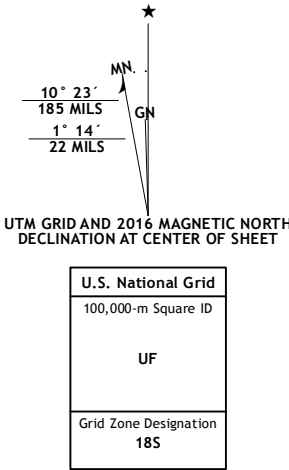 ★
MN
10° 23´
185 MILS
GN
1° 14´
22 MILS
UTM GRID AND 2016 MAGNETIC NORTH
DECLINATION AT CENTER OF SHEET
U.S. National Grid
100,000-m Square ID
UF
Grid Zone Designation
18S